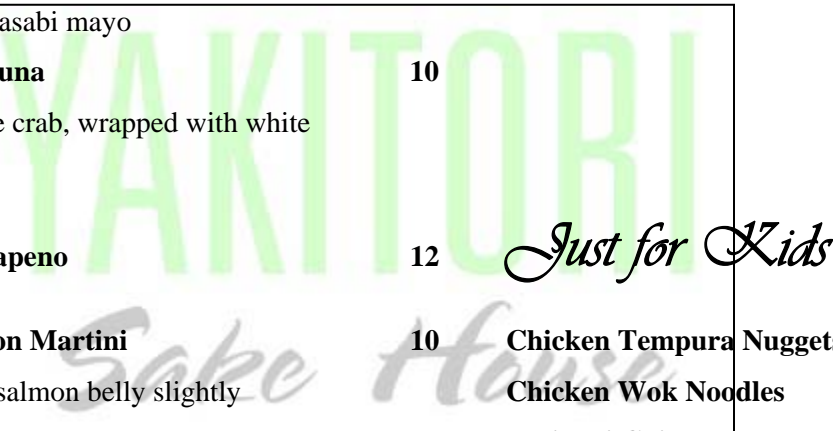 asabi mayo
una 10
e crab, wrapped with white
apeno 12
on Martini 10
salmon belly slightly
YAKITORI
Sake House
Just for Kids
Chicken Tempura Nuggets
Chicken Wok Noodles